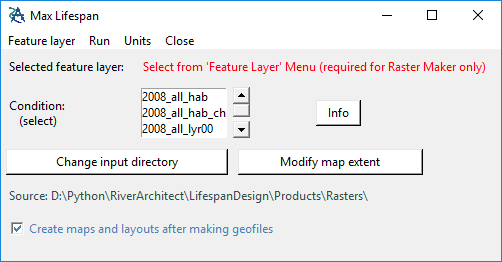 Max Lifespan
Feature layer Run Units Close
Selected feature layer: Select from 'Feature Layer' Menu (required for Raster Maker only)
Condition:
(select)
2008_all_hab
2008_all_hab_ch
2008_all_lyr00
Info
Change input directory Modify map extent
Source: D:\Python\RiverArchitect\LifespanDesign\Products\Rasters\
Create maps and layouts after making geofiles